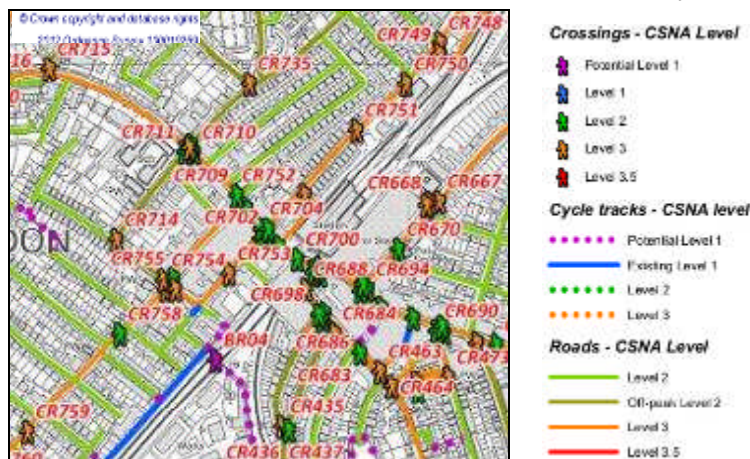 © Crown copyright and database rights
CR748
CR749
CR715
16
CR750
CR735
CR751
CR711
CR710
CR709
CR752
CR668
CR667
CR702
CR704
CR714
CR700
CR670
DON
CR755
CR754
CR753
CR688
CR694
CR698
CR758
CR684
CR690
BR04
CR686
CR463
CR473
CR683
CR464
CR759
CR435
CR436
CR437
760
Crossings - CSNA Level
Potential Level 1
Level 1
Level 2
Level 3
Level 3.5
Cycle tracks - CSNA level
Potential Level 1
Existing Level 1
Level 2
Level 3
Roads - CSNA Level
Level 2
Off-peak Level 2
Level 3
Level 3.5